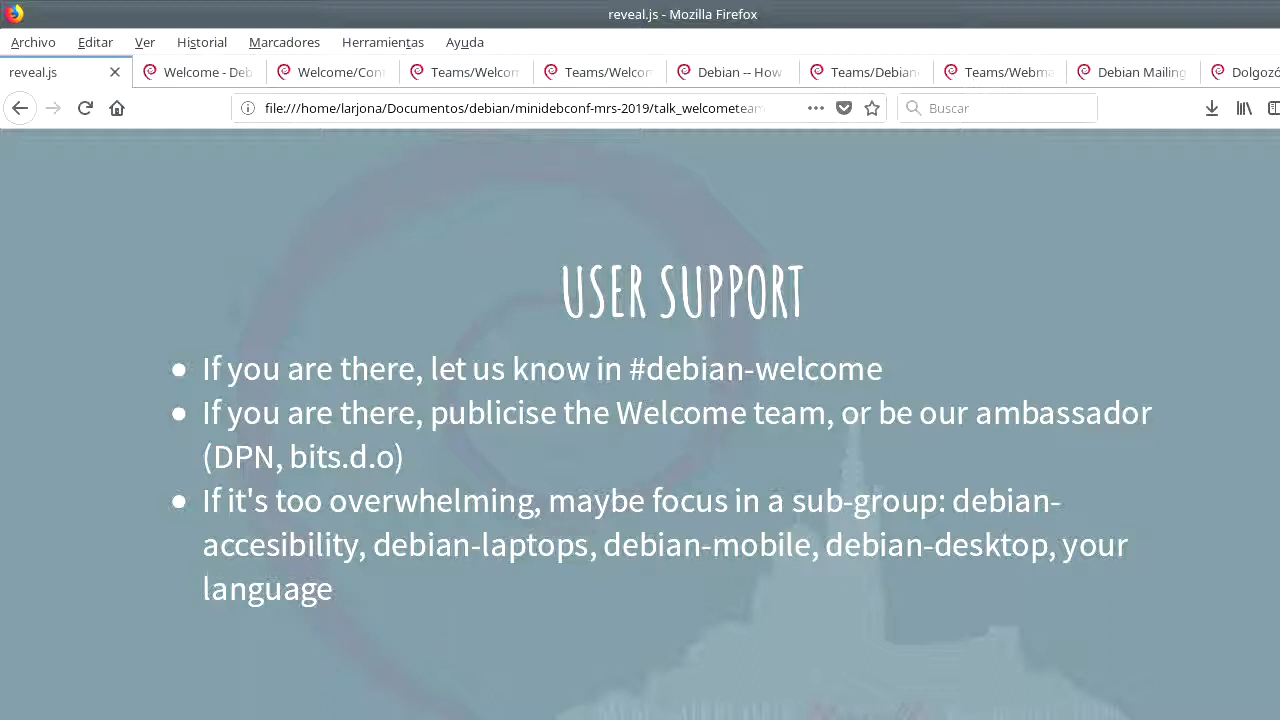 reveal.js - Mozilla Firefox
Archivo Editar Ver Historial Marcadores Herramientas Ayuda
reveal.js Welcome - Deb Welcome/Cont Teams/Welcom Teams/Welcom Debian -- How Teams/Debian Teams/Webma Debian Mailing Dolgozó
file:///home/larjona/Documentos/debian/minidebconf-mrs-2019/talk_welcometeam Buscar
USER SUPPORT
If you are there, let us know in #debian-welcome
If you are there, publicise the Welcome team, or be our ambassador
(DPN, bits.d.o)
If it's too overwhelming, maybe focus in a sub-group: debian-
accesibility, debian-laptops, debian-mobile, debian-desktop, your
language